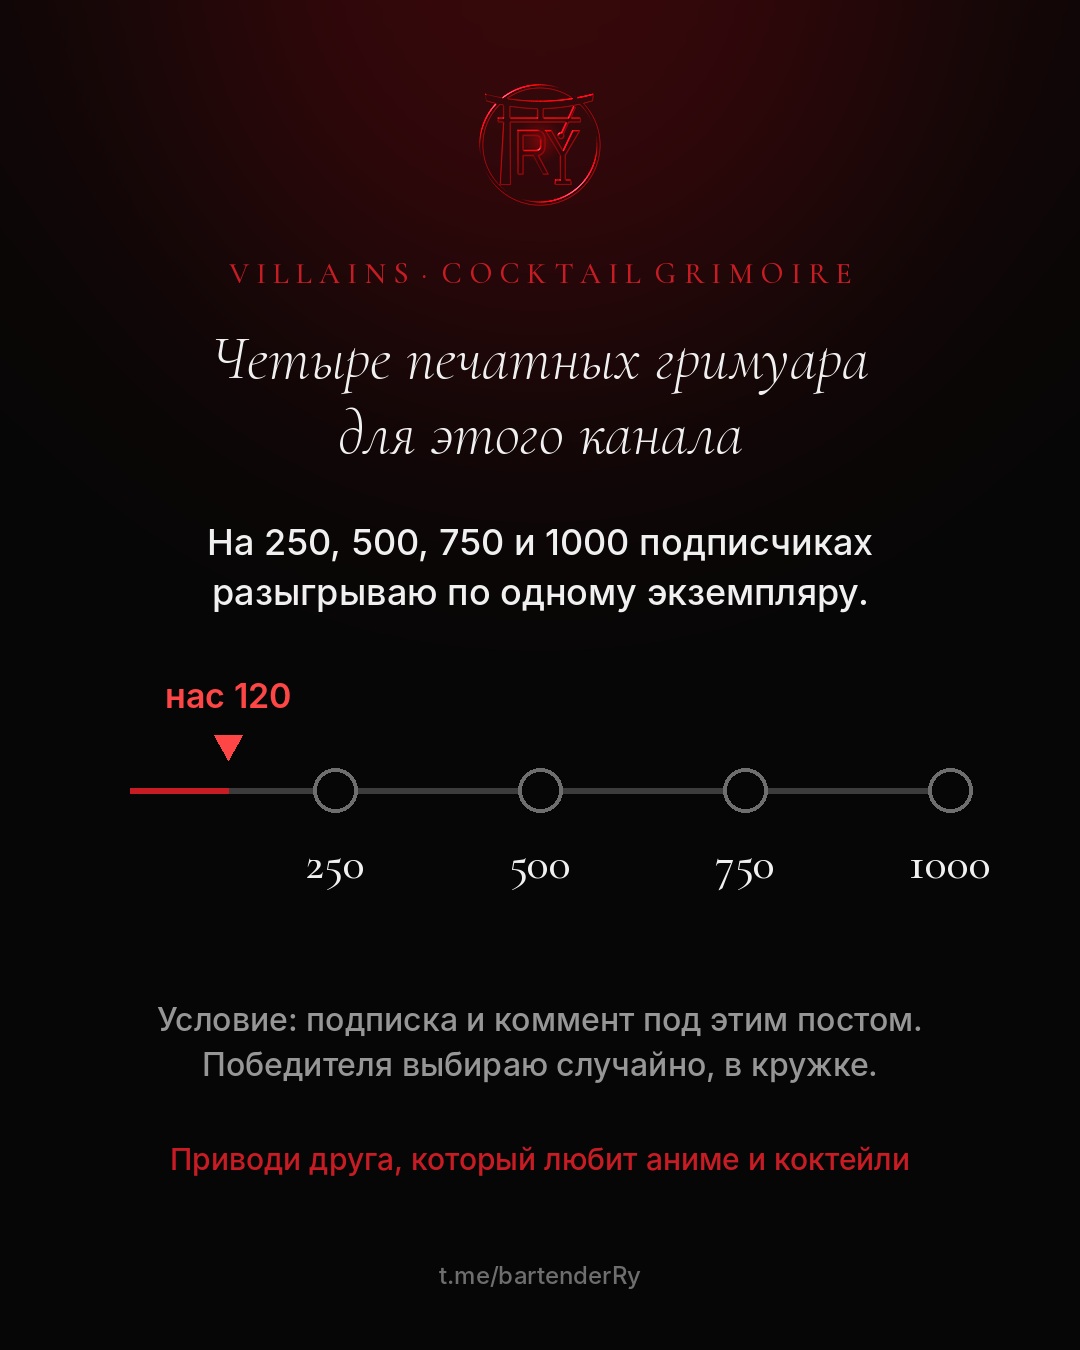 RY
VILLAINS · COCKTAIL GRIMOIRE
Четыре печатных гримуара
для этого канала
На 250, 500, 750 и 1000 подписчиках
разыгрываю по одному экземпляру.
нас 120
250 500 750 1000
Условие: подписка и коммент под этим постом.
Победителя выбираю случайно, в кружке.
Приводи друга, который любит аниме и коктейли
t.me/bartenderRy